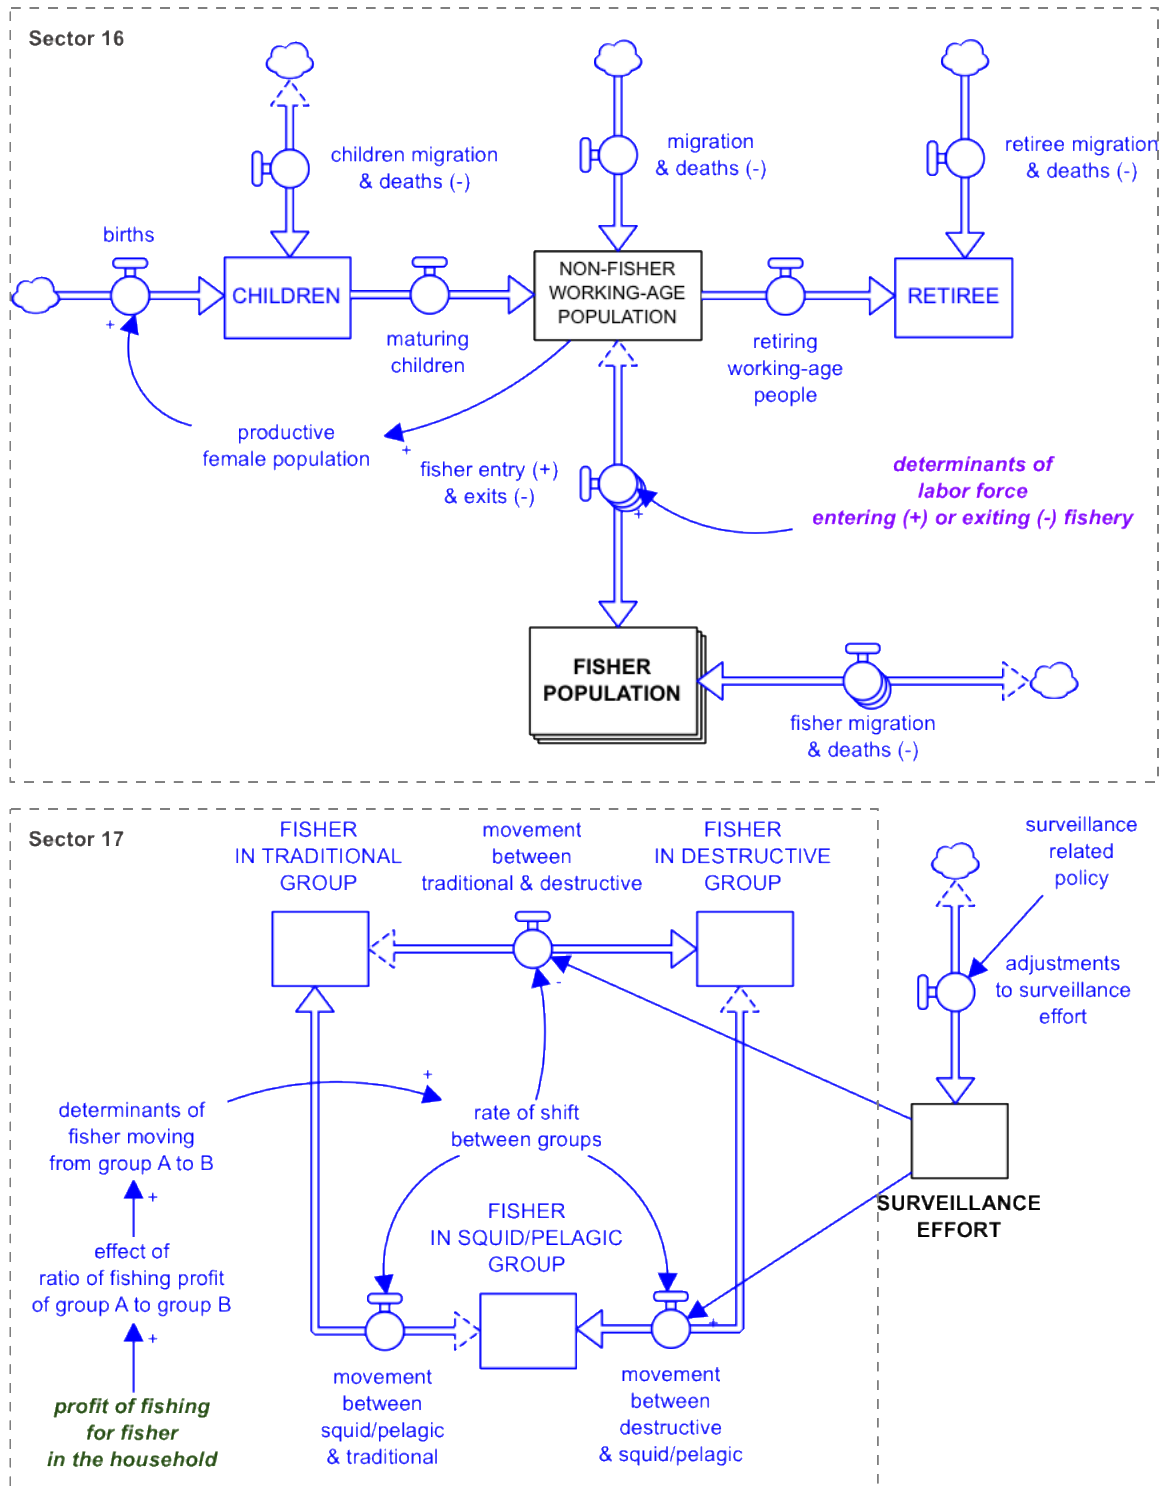 Sector 16
children migration
& deaths (-)
migration
& deaths (-)
retiree migration
& deaths (-)
births
+
CHILDREN
maturing
children
NON-FISHER
WORKING-AGE
POPULATION
retiring
working-age
people
RETIREE
productive
female population
+
fisher entry (+)
& exits (-)
+
determinants of
labor force
entering (+) or exiting (-) fishery
FISHER
POPULATION
fisher migration
& deaths (-)
Sector 17
FISHER
IN TRADITIONAL
GROUP
movement
between
traditional & destructive
FISHER
IN DESTRUCTIVE
GROUP
surveillance
related
policy
adjustments
to surveillance
effort
-
+
determinants of
fisher moving
from group A to B
rate of shift
between groups
+
SURVEILLANCE
EFFORT
FISHER
IN SQUID/PELAGIC
GROUP
effect of
ratio of fishing profit
of group A to group B
+
+
profit of fishing
for fisher
in the household
movement
between
squid/pelagic
& traditional
movement
between
destructive
& squid/pelagic